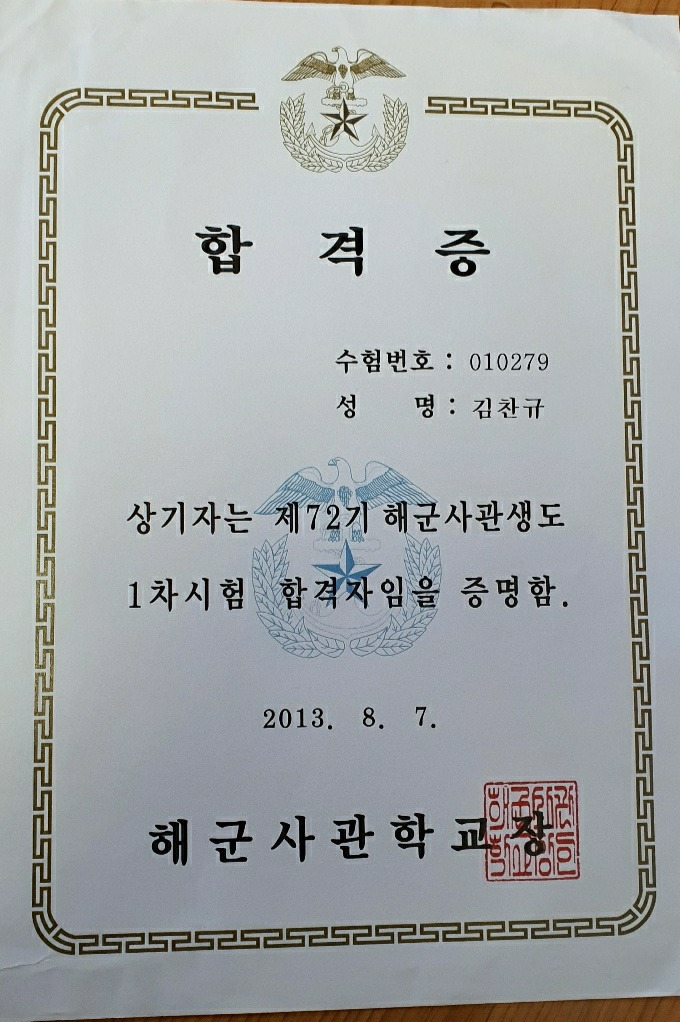 합 격 증
수험번호 : 010279
성 명 : 김찬규
상기자는 제72기 해군사관생도
1차시험 합격자임을 증명함.
2013. 8. 7.
해군사관학교장